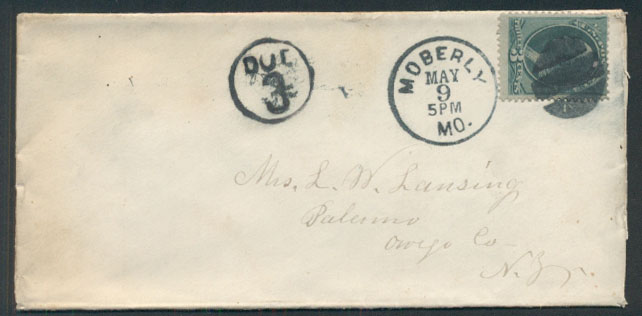 DUE
3
MOBERLY
MAY
9
5PM
MO.
Mrs. L. W. Lansing
Palermo
Owego Co
N.Y.